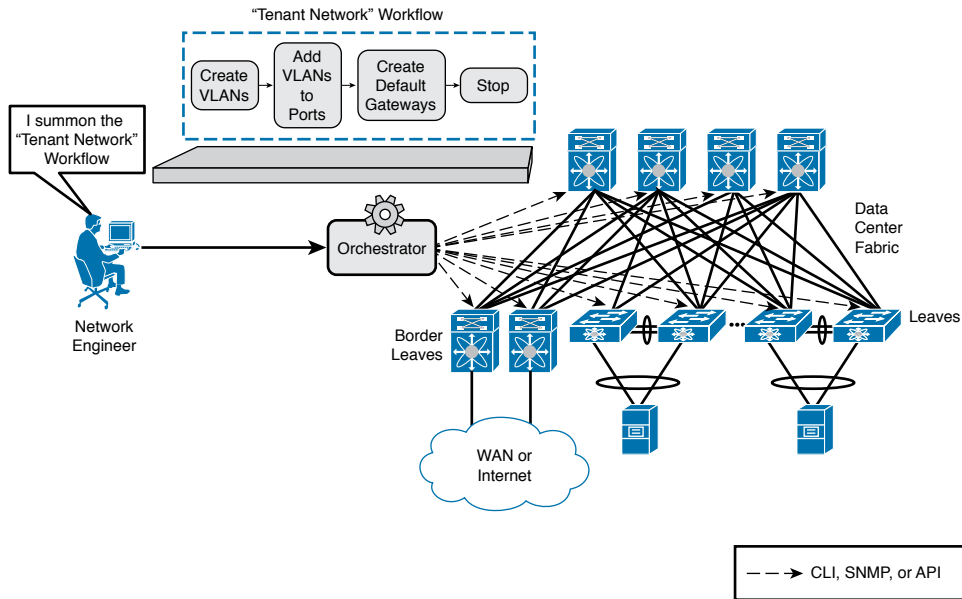 “Tenant Network” Workflow
Create
VLANs
Add
VLANs
to
Ports
Create
Default
Gateways
Stop
I summon the
“Tenant Network”
Workflow
Orchestrator
Data
Center
Fabric
Network
Engineer
Border
Leaves
Leaves
WAN or
Internet
CLI, SNMP, or API